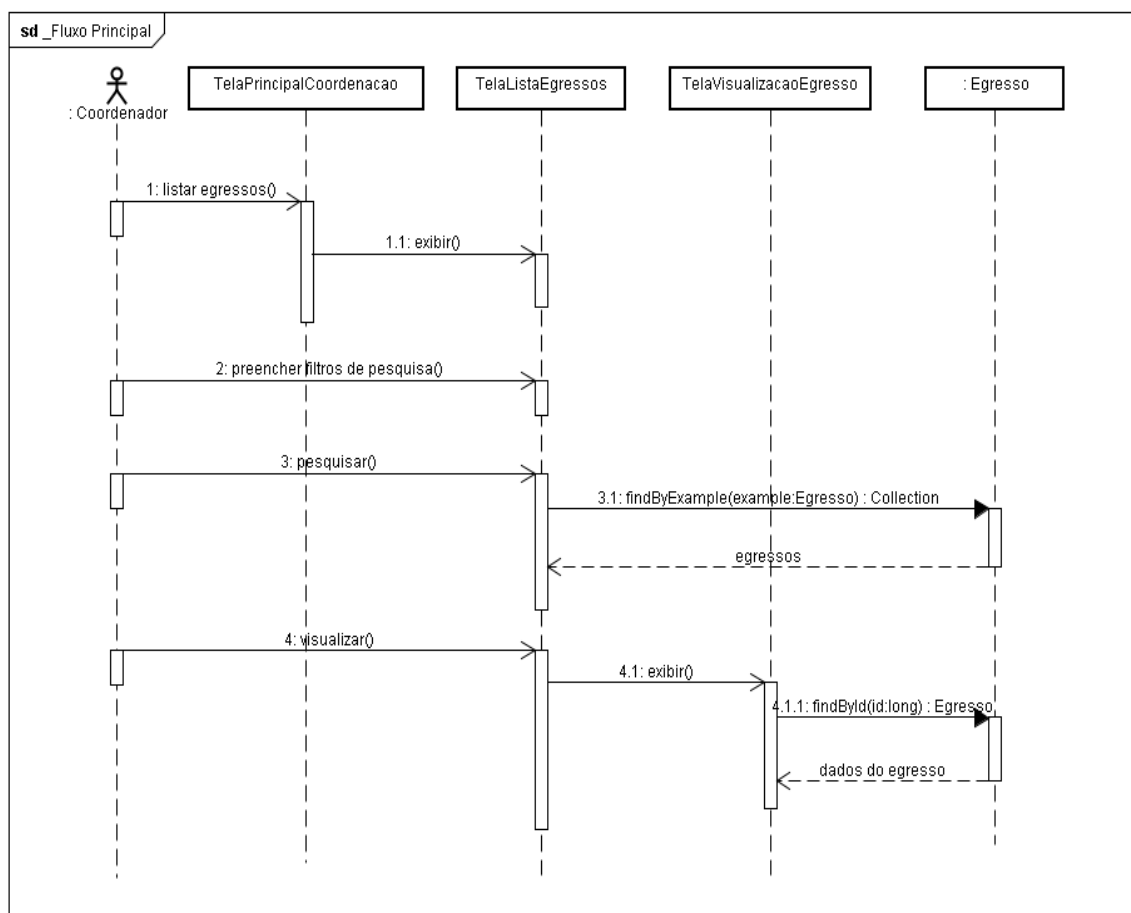 sd _Fluxo Principal
: Coordenador
TelaPrincipalCoordenacao
TelaListaEgressos
TelaVisualizacaoEgresso
: Egresso
1: listar egressos()
1.1: exibir()
2: preencher filtros de pesquisa()
3: pesquisar()
3.1: findByExample(example:Egresso) : Collection
egressos
4: visualizar()
4.1: exibir()
4.1.1: findById(id:long) : Egresso
dados do egresso